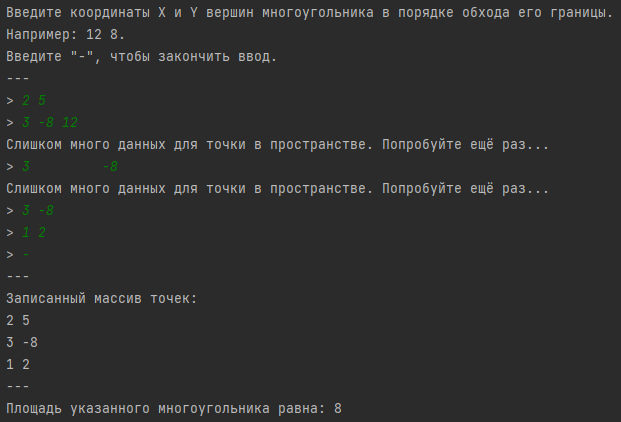 Введите координаты X и Y вершин многоугольника в порядке обхода его границы.
Например: 12 8.
Введите "-", чтобы закончить ввод.
---
> 2 5
> 3 -8 12
Слишком много данных для точки в пространстве. Попробуйте ещё раз...
> 3         -8
Слишком много данных для точки в пространстве. Попробуйте ещё раз...
> 3 -8
> 1 2
> -
---
Записанный массив точек:
2 5
3 -8
1 2
---
Площадь указанного многоугольника равна: 8